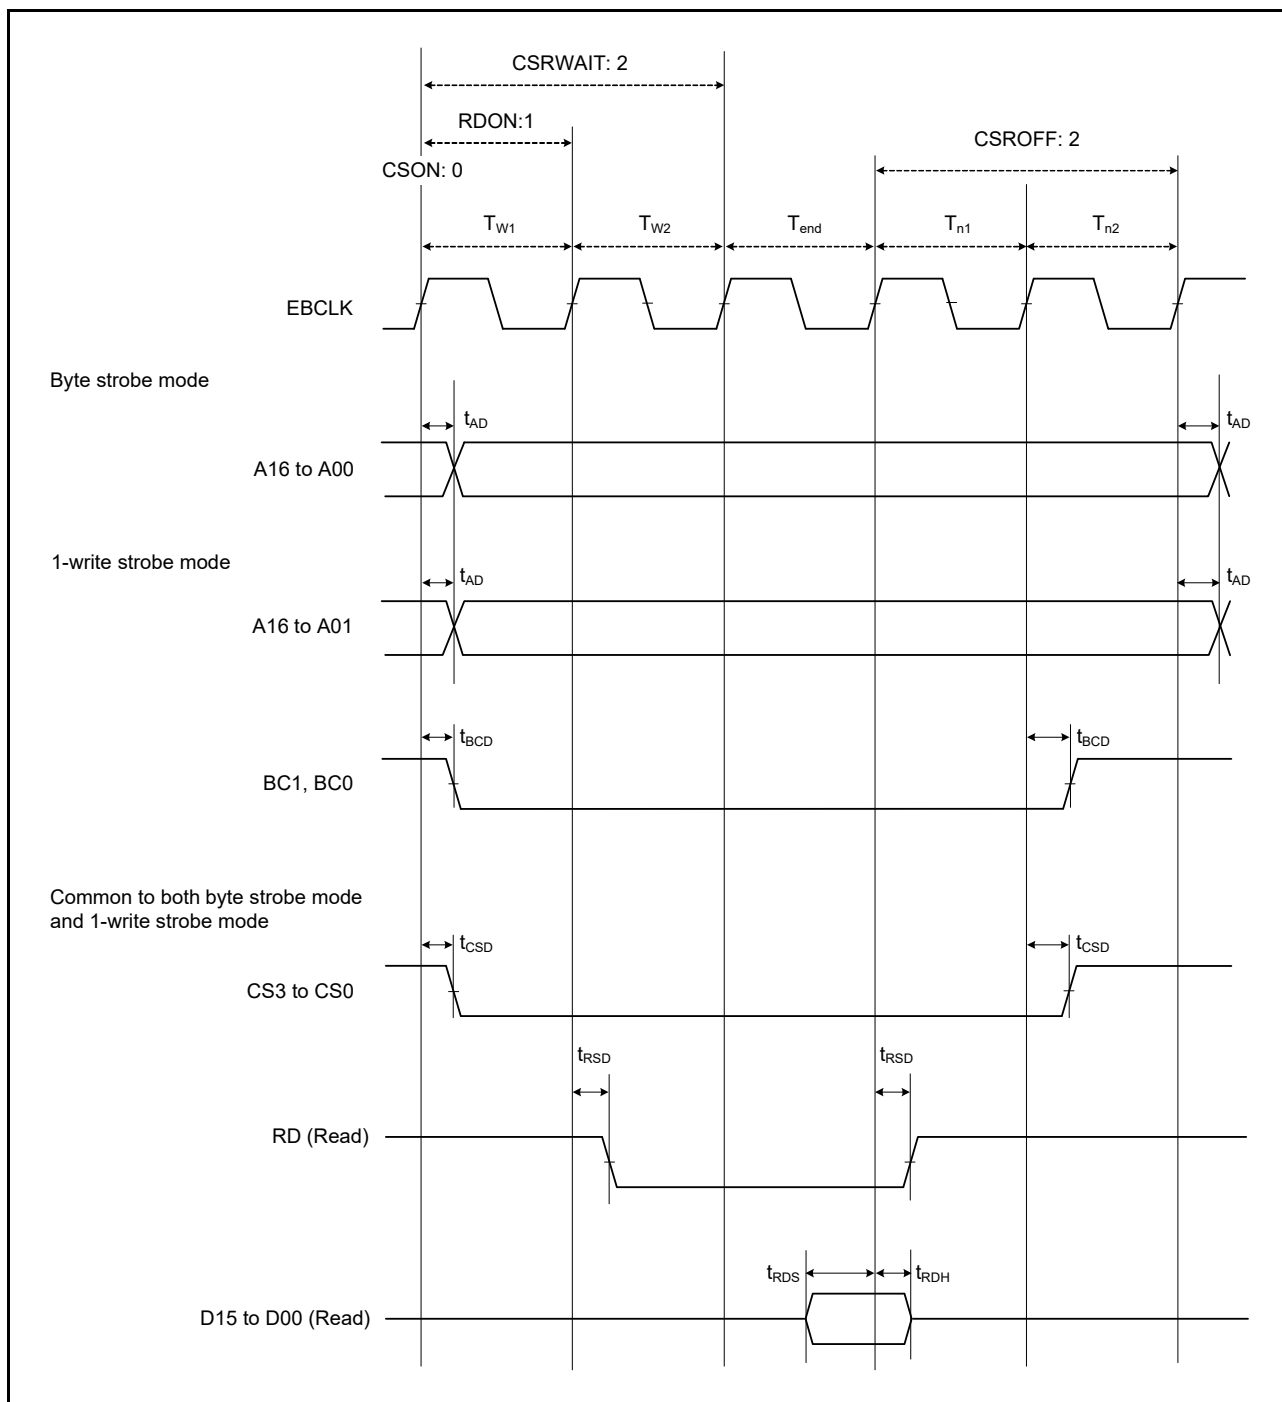 CSRWAIT: 2
RDON:1
CSROFF: 2
CSON: 0
TW1
TW2
Tend
Tn1
Tn2
EBCLK
Byte strobe mode
tAD
tAD
A16 to A00
1-write strobe mode
tAD
tAD
A16 to A01
tBCD
tBCD
BC1, BC0
Common to both byte strobe mode
and 1-write strobe mode
tCSD
tCSD
CS3 to CS0
tRSD
tRSD
RD (Read)
tRDS
tRDH
D15 to D00 (Read)